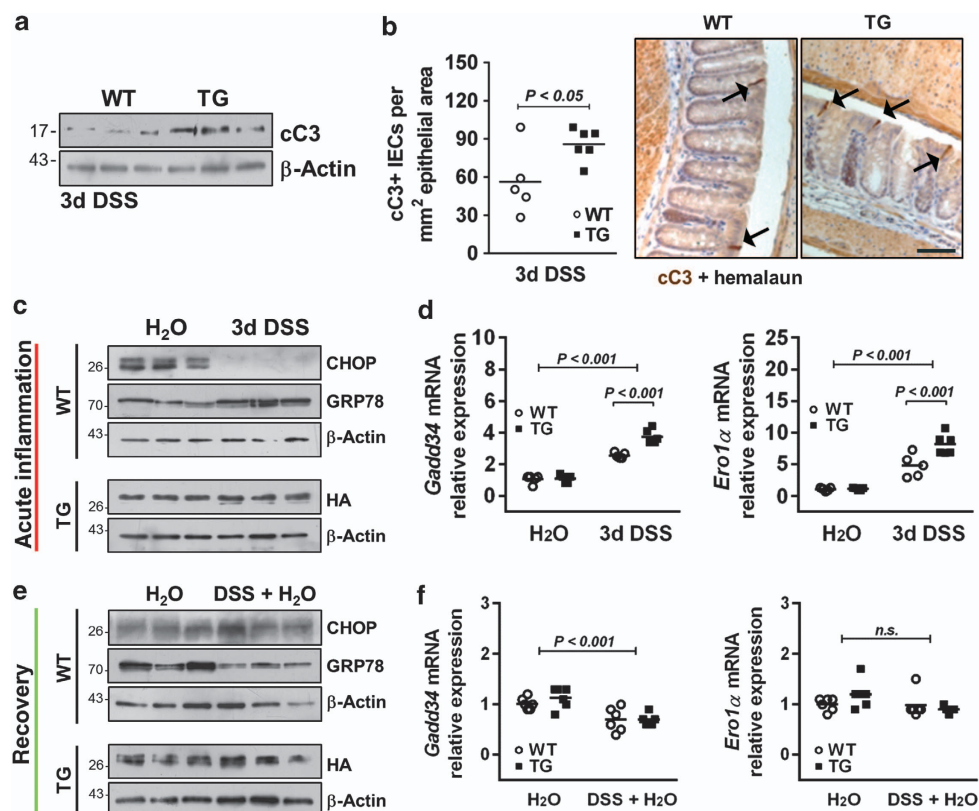 a
WT TG
17-
cC3
43-
β-Actin
3d DSS
b
cC3+ IECs per
mm2 epithelial area
150
120
90
60
30
0
P < 0.05
WT
TG
3d DSS
WT TG
cC3 + hemalaun
c
Acute inflammation
H2O 3d DSS
WT
26-
CHOP
70-
GRP78
43-
β-Actin
TG
26-
HA
43-
β-Actin
d
Gadd34 mRNA
relative expression
10
8
6
4
2
0
P < 0.001
P < 0.001
WT
TG
H2O 3d DSS
Ero1α mRNA
relative expression
25
20
15
10
5
0
P < 0.001
P < 0.001
WT
TG
H2O 3d DSS
e
Recovery
H2O DSS + H2O
WT
26-
CHOP
70-
GRP78
43-
β-Actin
TG
26-
HA
43-
β-Actin
f
Gadd34 mRNA
relative expression
3
2
1
0
P < 0.001
WT
TG
H2O DSS + H2O
Ero1α mRNA
relative expression
3
2
1
0
n.s.
WT
TG
H2O DSS + H2O